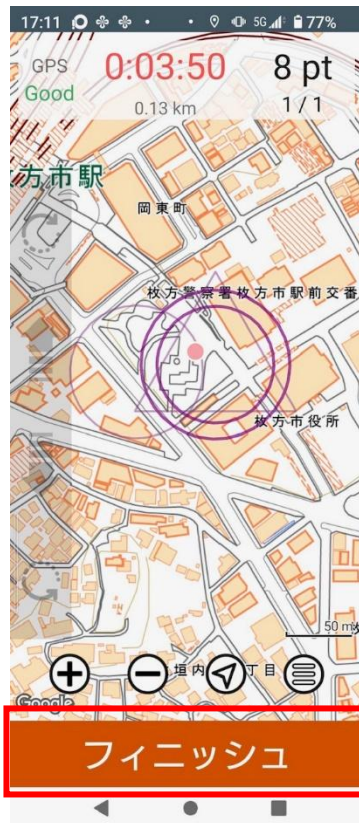 17:11 5G 77%
GPS 0:03:50 8 pt
Good 0.13 km 1 / 1
方市駅
岡東町
枚方警察署枚方市駅前交番
枚方市役所
50 m
垣内 丁目
Google
フィニッシュ